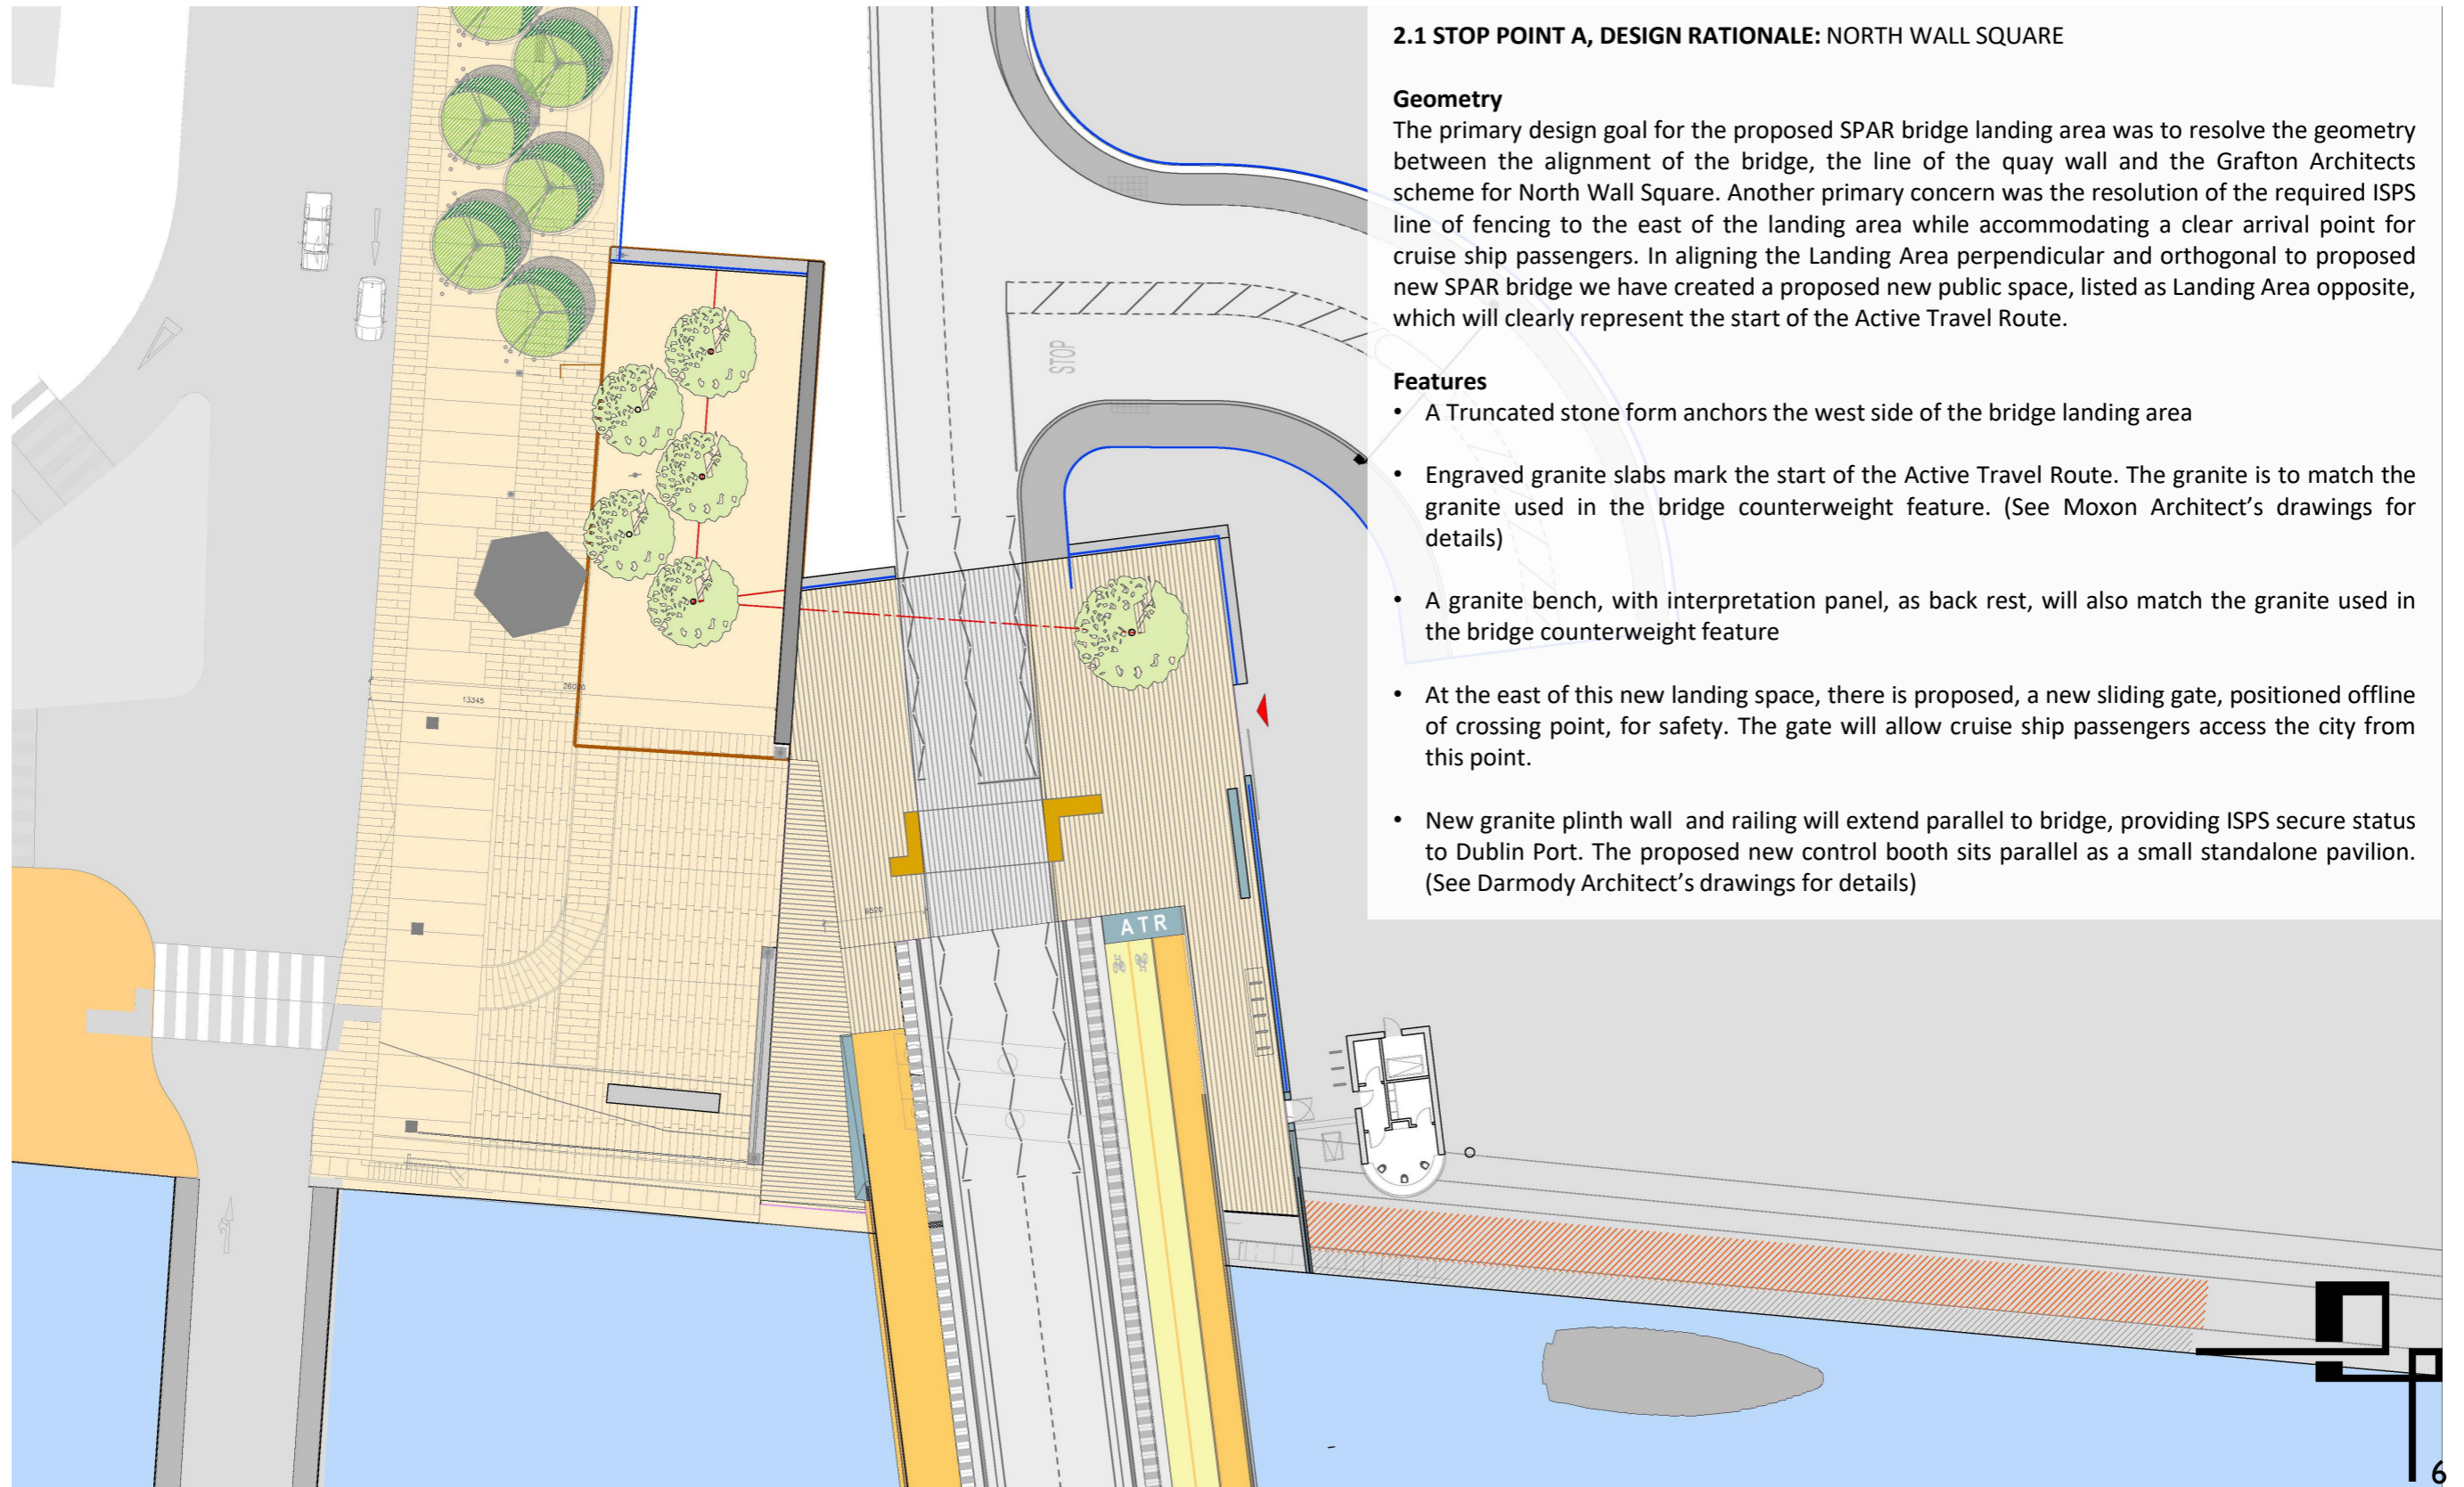 2.1 STOP POINT A, DESIGN RATIONALE: NORTH WALL SQUARE
Geometry
The primary design goal for the proposed SPAR bridge landing area was to resolve the geometry
between the alignment of the bridge, the line of the quay wall and the Grafton Architects
scheme for North Wall Square. Another primary concern was the resolution of the required ISPS
line of fencing to the east of the landing area while accommodating a clear arrival point for
cruise ship passengers. In aligning the Landing Area perpendicular and orthogonal to proposed
new SPAR bridge we have created a proposed new public space, listed as Landing Area opposite,
which will clearly represent the start of the Active Travel Route.
Features
• A Truncated stone form anchors the west side of the bridge landing area
• Engraved granite slabs mark the start of the Active Travel Route. The granite is to match the
granite used in the bridge counterweight feature. (See Moxon Architect's drawings for
details)
• A granite bench, with interpretation panel, as back rest, will also match the granite used in
the bridge counterweight feature
• At the east of this new landing space, there is proposed, a new sliding gate, positioned offline
of crossing point, for safety. The gate will allow cruise ship passengers access the city from
this point.
• New granite plinth wall and railing will extend parallel to bridge, providing ISPS secure status
to Dublin Port. The proposed new control booth sits parallel as a small standalone pavilion.
(See Darmody Architect's drawings for details)
STOP
13345
6520
ATR
6